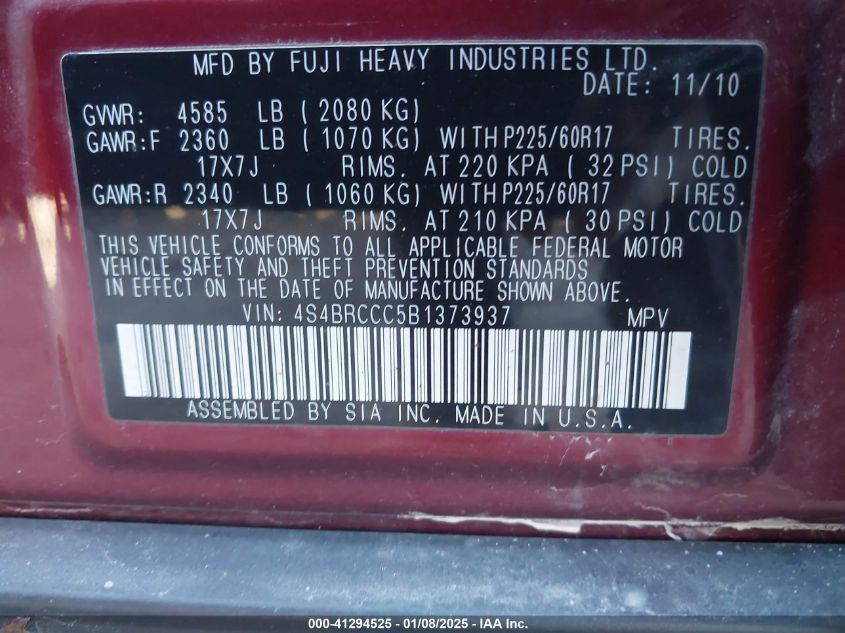 MFD BY FUJI HEAVY INDUSTRIES LTD.
DATE: 11/10
GVWR: 4585 LB ( 2080 KG)
GAWR:F 2360 LB ( 1070 KG) WITH P225/60R17 TIRES.
17X7J RIMS. AT 220 KPA ( 32 PSI) COLD
GAWR:R 2340 LB ( 1060 KG) WITH P225/60R17 TIRES.
17X7J RIMS. AT 210 KPA ( 30 PSI) COLD
THIS VEHICLE CONFORMS TO ALL APPLICABLE FEDERAL MOTOR
VEHICLE SAFETY AND THEFT PREVENTION STANDARDS
IN EFFECT ON THE DATE OF MANUFACTURE SHOWN ABOVE.
VIN: 4S4BRCCC5B1373937 MPV
ASSEMBLED BY SIA INC. MADE IN U.S.A.
000-41294525 - 01/08/2025 - IAA Inc.